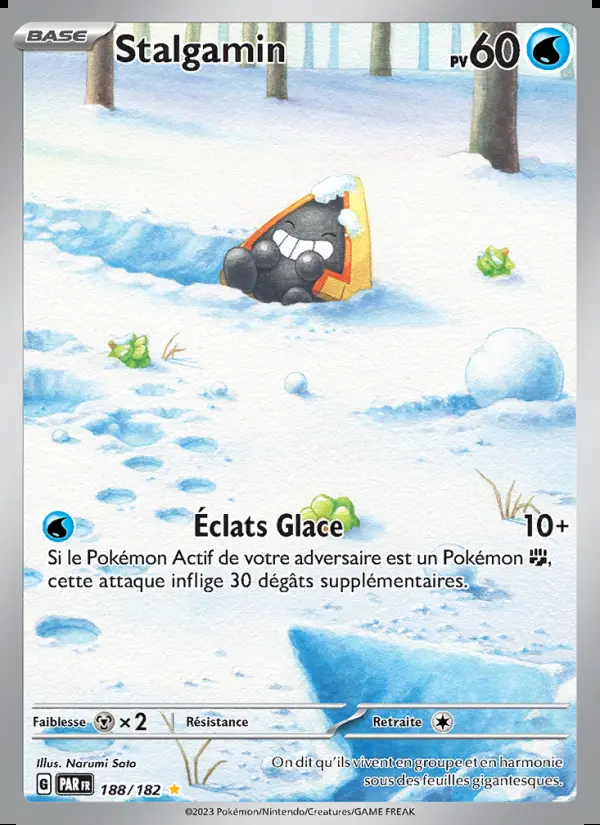 BASE Stalgamin PV 60
Éclats Glace 10+
Si le Pokémon Actif de votre adversaire est un Pokémon ,
cette attaque inflige 30 dégâts supplémentaires.
Faiblesse ×2 Résistance Retraite
Illus. Narumi Sato
On dit qu'ils vivent en groupe et en harmonie
sous des feuilles gigantesques.
G PAR FR 188/182
©2023 Pokémon/Nintendo/Creatures/GAME FREAK